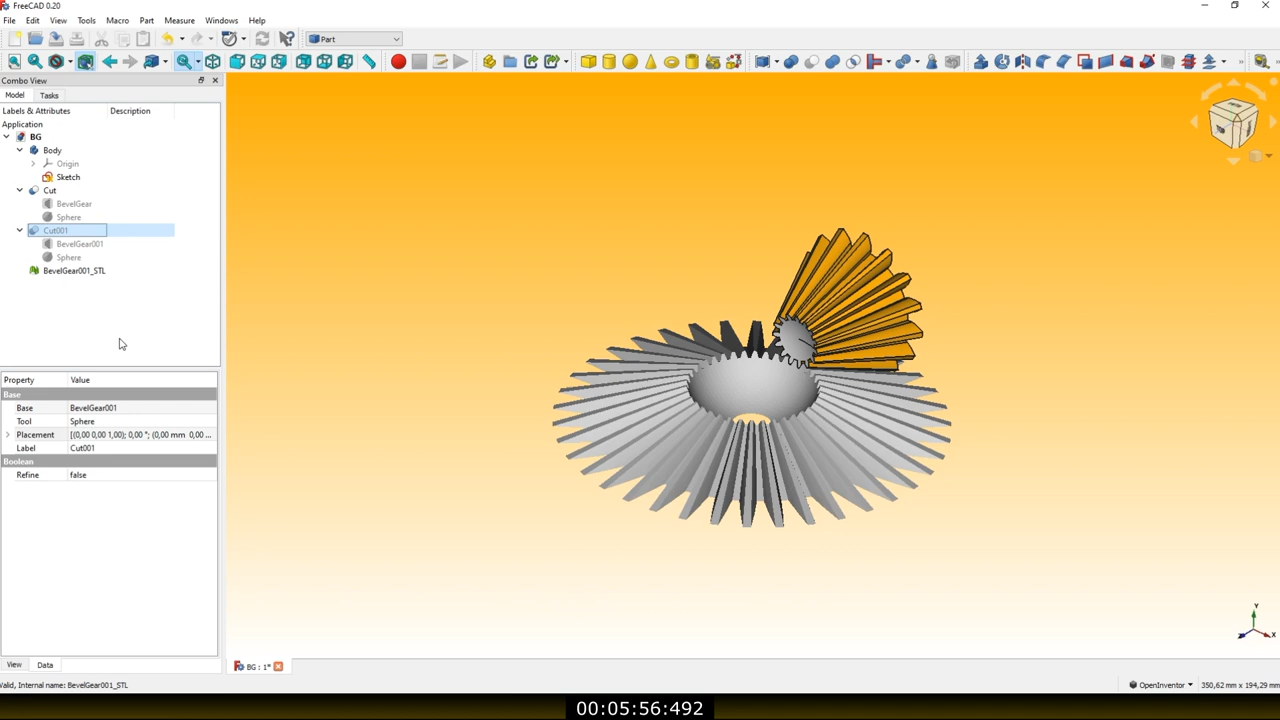 FreeCAD 0.20
File Edit View Tools Macro Part Measure Windows Help
Part
Combo View
Model Tasks
Labels & Attributes Description
Application
BG
Body
Origin
Sketch
Cut
BevelGear
Sphere
Cut001
BevelGear001
Sphere
BevelGear001_STL
Property Value
Base
Base BevelGear001
Tool Sphere
Placement [(0,00 0,00 1,00); 0,00 °; (0,00 mm 0,00 ...
Label Cut001
Boolean
Refine false
View Data
BG : 1*
Valid, Internal name: BevelGear001_STL
OpenInventor 350,62 mm x 194,29 mm
Y
Z X
00:05:56:492